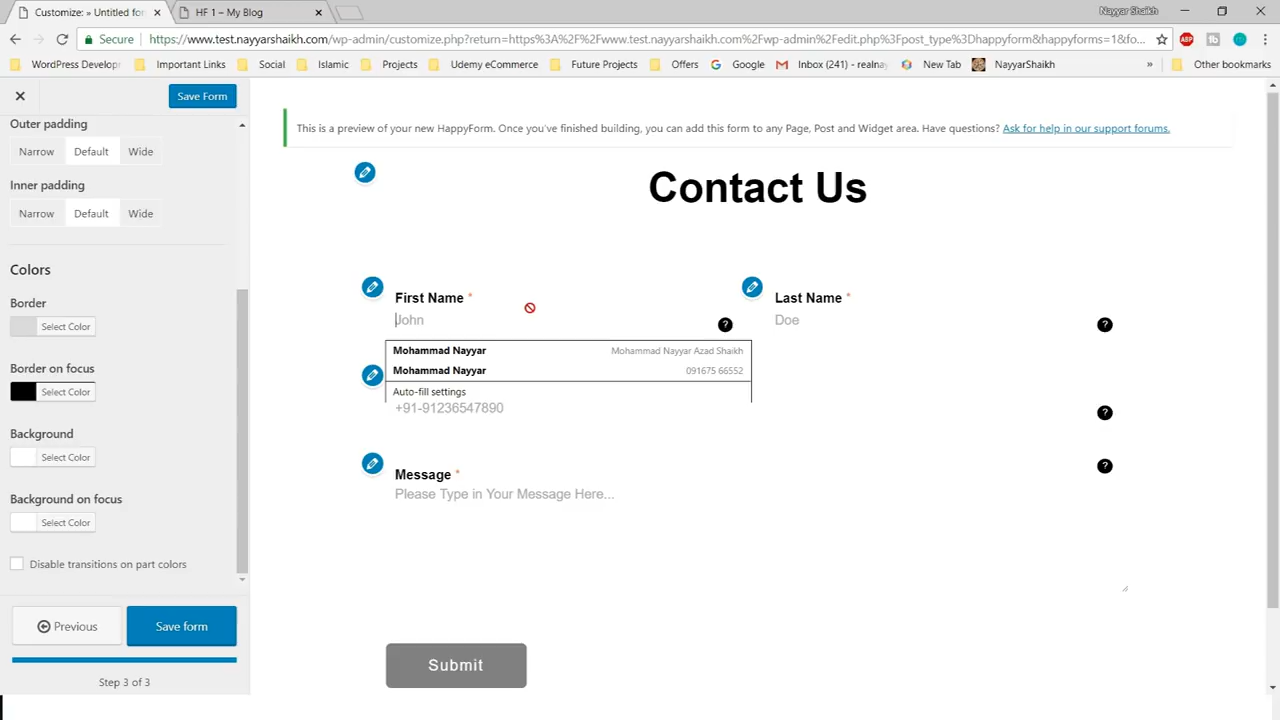 Customize: » Untitled for
HF 1 – My Blog
Nayyar Shaikh
Secure
https://www.test.nayyarshaikh.com/wp-admin/customize.php?return=https%3A%2F%2Fwww.test.nayyarshaikh.com%2Fwp-admin%2Fedit.php%3Fpost_type%3Dhappyform&happyforms=1&fo...
ABP
WordPress Develop
Important Links
Social
Islamic
Projects
Udemy eCommerce
Future Projects
Offers
Google
Inbox (241) - realna
New Tab
NayyarShaikh
»
Other bookmarks
Save Form
Outer padding
Narrow Default Wide
Inner padding
Narrow Default Wide
Colors
Border
Select Color
Border on focus
Select Color
Background
Select Color
Background on focus
Select Color
Disable transitions on part colors
Previous
Save form
Step 3 of 3
This is a preview of your new HappyForm. Once you've finished building, you can add this form to any Page, Post and Widget area. Have questions? Ask for help in our support forums.
Contact Us
First Name *
John
?
Last Name *
Doe
?
Mohammad Nayyar Mohammad Nayyar Azad Shaikh
Mohammad Nayyar 091675 66552
Auto-fill settings
+91-91236547890
?
Message *
?
Please Type in Your Message Here...
Submit